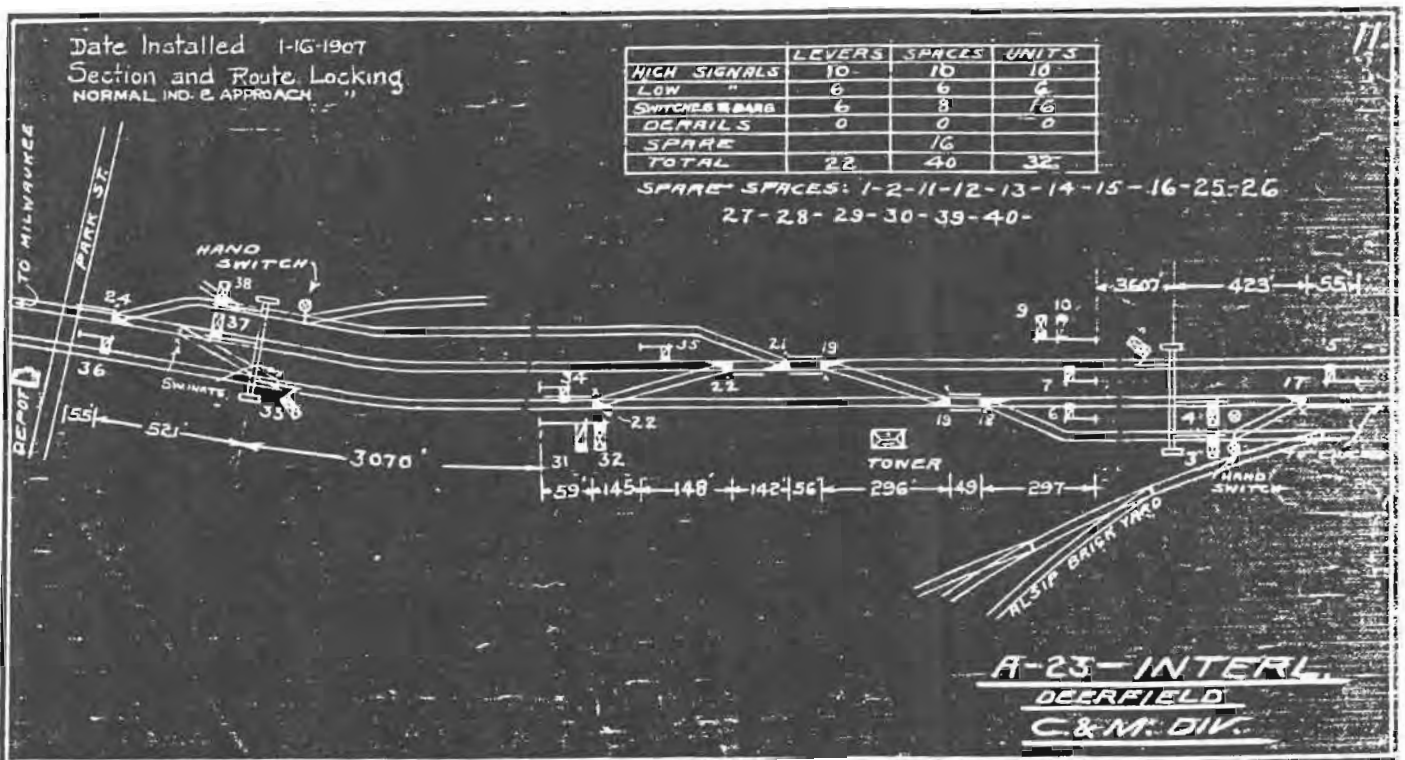 Date Installed 1-16-1907
Section and Route Locking
NORMAL IND. & APPROACH "
11
LEVERS SPACES UNITS
HIGH SIGNALS 10 10 10
LOW " 6 6 6
SWITCHES & BARS 6 8 16
DERAILS 0 0 0
SPARE 16
TOTAL 22 40 32
SPARE SPACES: 1-2-11-12-13-14-15-16-25-26
27-28-29-30-39-40-
TO MILWAUKEE
PARK ST.
DEPOT
HAND
SWITCH
38
24
37
36
33
55'
521'
3070'
35
34
21
19
22
22
31
32
9
10
7
6
19
18
TOWER
59' 145' 148' 142' 56' 296' 49' 297'
3607' 423' 55'
5
17
4
3
HAND
SWITCH
ALSIP BRICK YARD
A-23-INTERL.
DEERFIELD
C.& M. DIV.